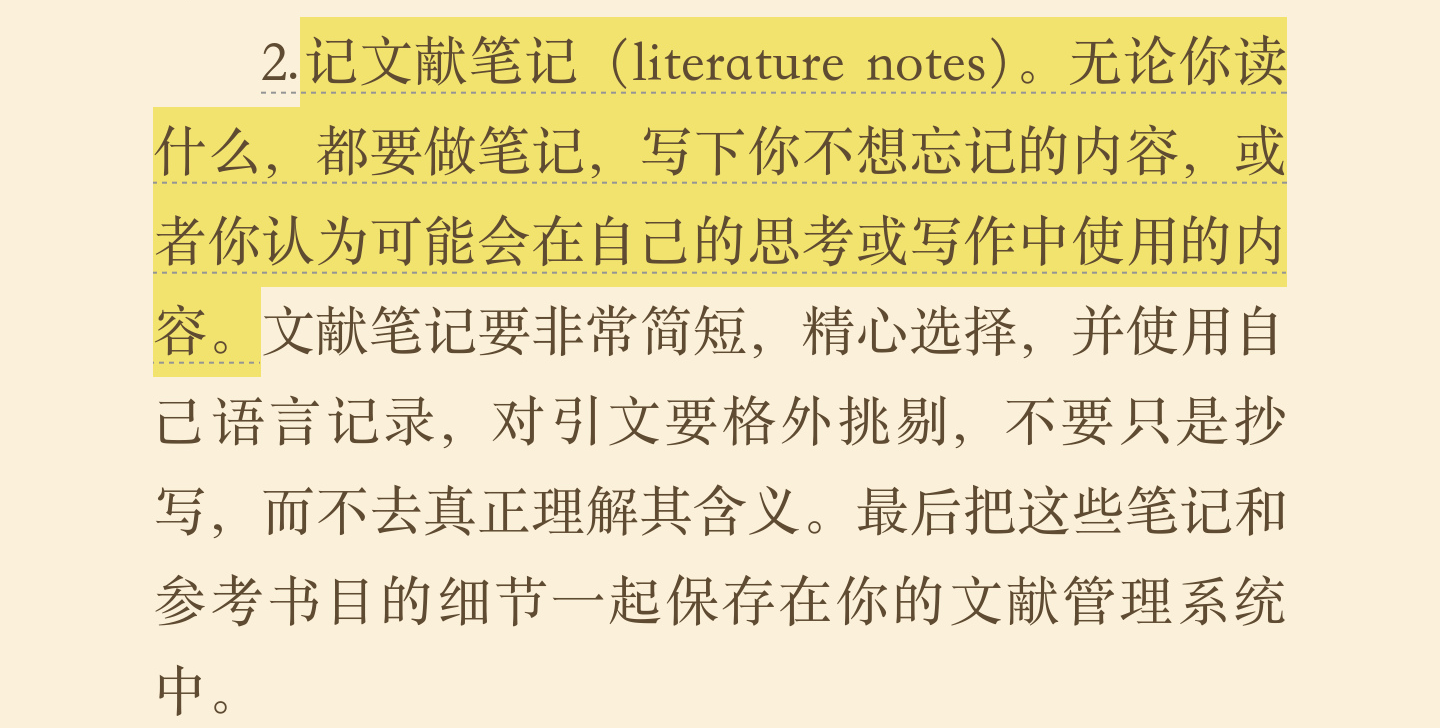 2.记文献笔记（literature notes）。无论你读
什么，都要做笔记，写下你不想忘记的内容，或
者你认为可能会在自己的思考或写作中使用的内
容。文献笔记要非常简短，精心选择，并使用自
己语言记录，对引文要格外挑剔，不要只是抄
写，而不去真正理解其含义。最后把这些笔记和
参考书目的细节一起保存在你的文献管理系统
中。